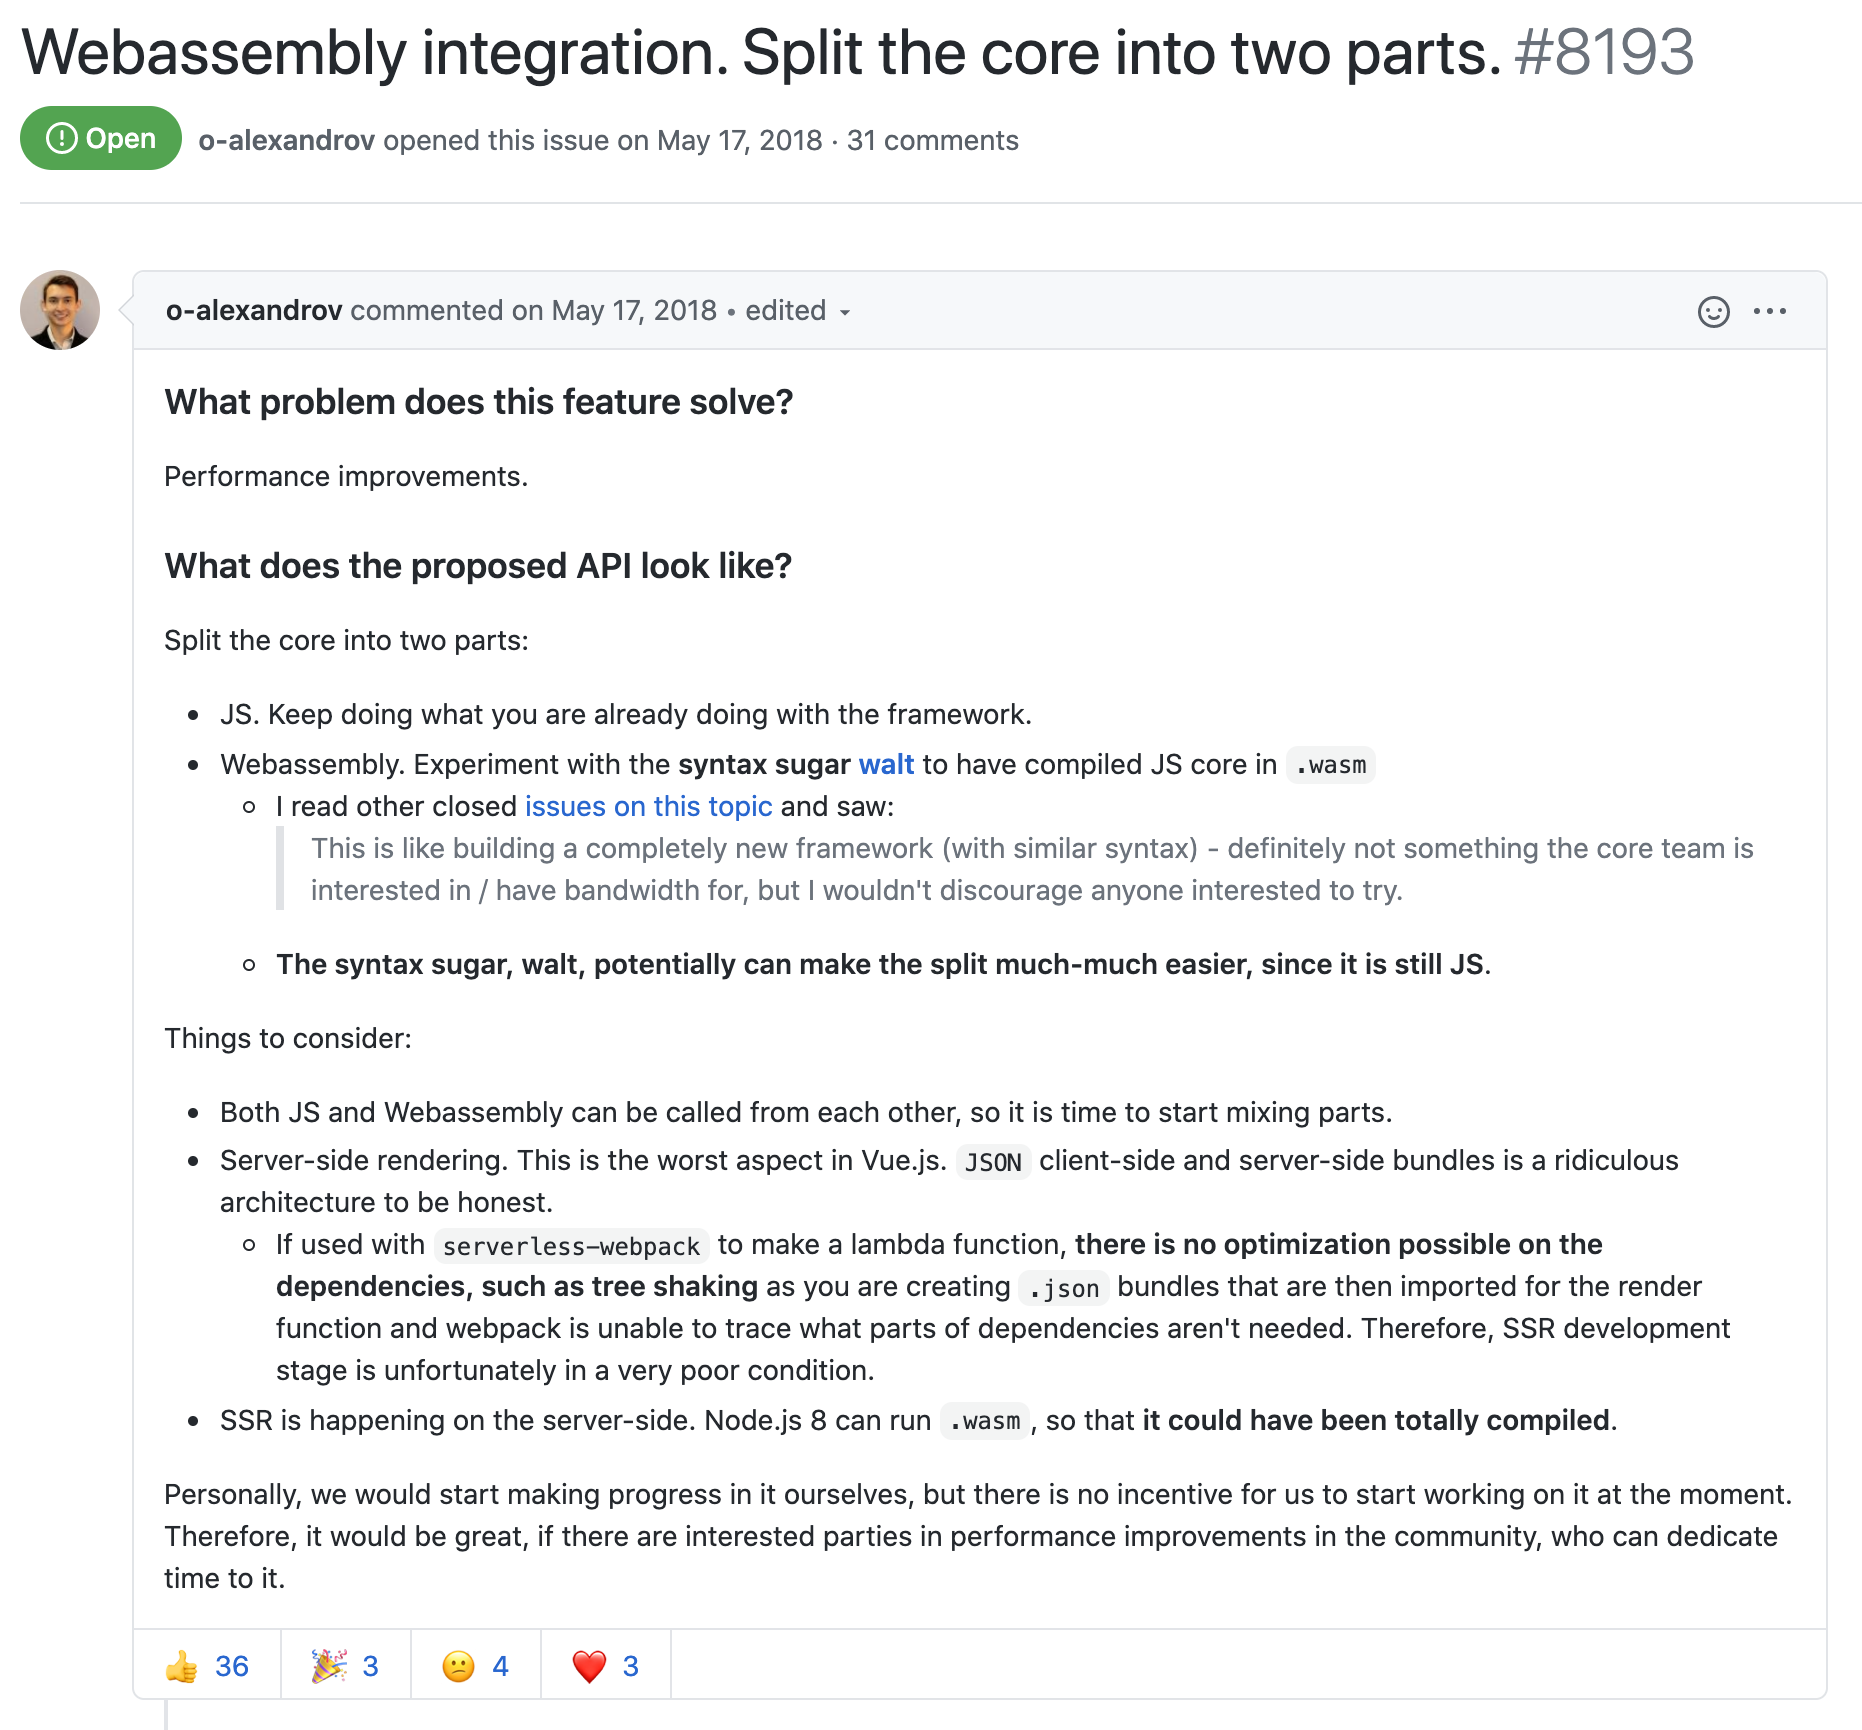 Webassembly integration. Split the core into two parts. #8193
Open
o-alexandrov opened this issue on May 17, 2018 · 31 comments
o-alexandrov commented on May 17, 2018 • edited
What problem does this feature solve?
Performance improvements.
What does the proposed API look like?
Split the core into two parts:
JS. Keep doing what you are already doing with the framework.
Webassembly. Experiment with the syntax sugar walt to have compiled JS core in .wasm
I read other closed issues on this topic and saw:
This is like building a completely new framework (with similar syntax) - definitely not something the core team is
interested in / have bandwidth for, but I wouldn't discourage anyone interested to try.
The syntax sugar, walt, potentially can make the split much-much easier, since it is still JS.
Things to consider:
Both JS and Webassembly can be called from each other, so it is time to start mixing parts.
Server-side rendering. This is the worst aspect in Vue.js. JSON client-side and server-side bundles is a ridiculous
architecture to be honest.
If used with serverless-webpack to make a lambda function, there is no optimization possible on the
dependencies, such as tree shaking as you are creating .json bundles that are then imported for the render
function and webpack is unable to trace what parts of dependencies aren't needed. Therefore, SSR development
stage is unfortunately in a very poor condition.
SSR is happening on the server-side. Node.js 8 can run .wasm, so that it could have been totally compiled.
Personally, we would start making progress in it ourselves, but there is no incentive for us to start working on it at the moment.
Therefore, it would be great, if there are interested parties in performance improvements in the community, who can dedicate
time to it.
👍 36 🎉 3 😕 4 ❤️ 3